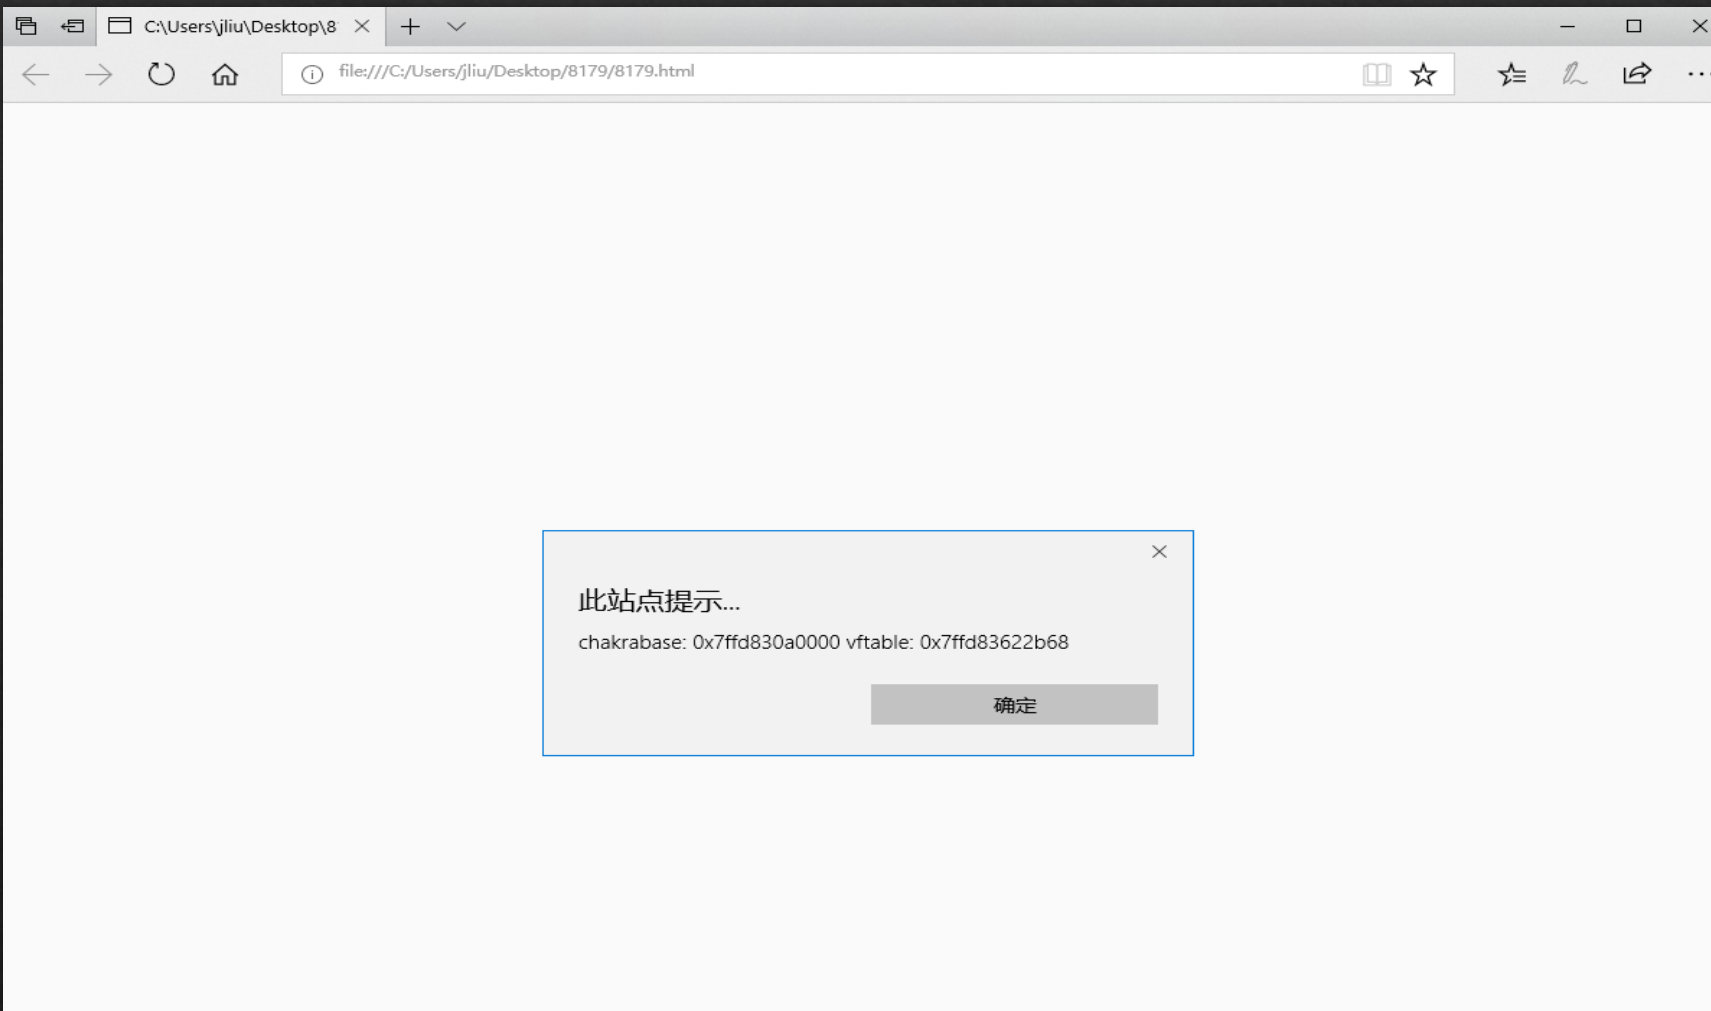 C:\Users\jliu\Desktop\8
file:///C:/Users/jliu/Desktop/8179/8179.html
此站点提示...
chakrabase: 0x7ffd830a0000 vftable: 0x7ffd83622b68
确定